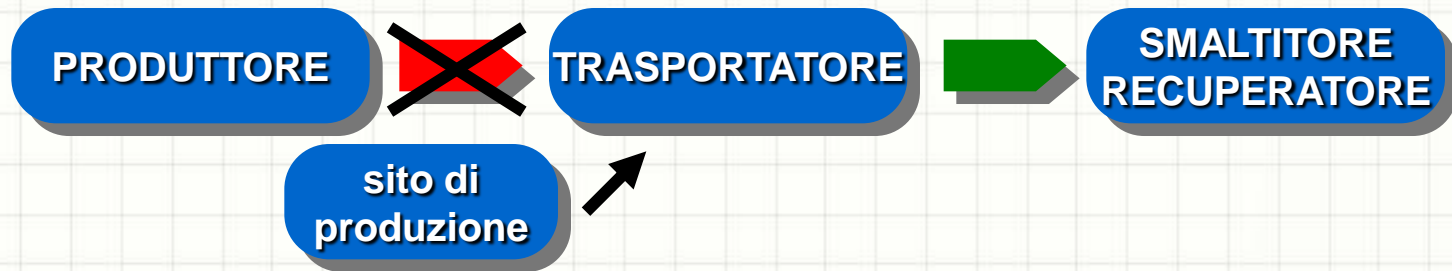 PRODUTTORE
TRASPORTATORE
SMALTITORE
RECUPERATORE
sito di
produzione